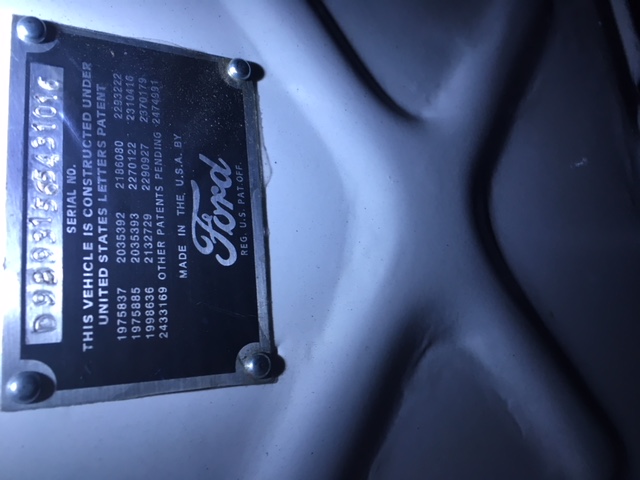 SERIAL NO.
THIS VEHICLE IS CONSTRUCTED UNDER
UNITED STATES LETTERS PATENT
1975837 2035392 2186080 2293222
1975885 2035393 2270122 2310416
1998636 2132729 2290927 2370179
2433169 OTHER PATENTS PENDING 2474991
MADE IN THE U.S.A. BY
Ford
REG. U.S. PAT. OFF.